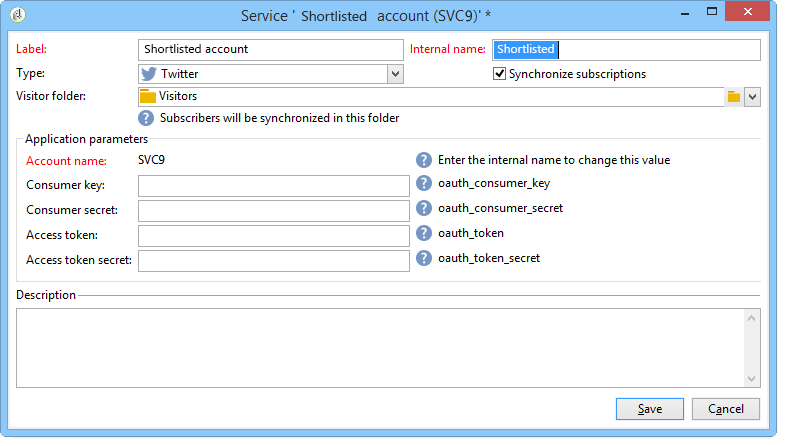 Service ' Shortlisted account (SVC9)' *
Label: Shortlisted account Internal name: Shortlisted
Type: Twitter Synchronize subscriptions
Visitor folder: Visitors
? Subscribers will be synchronized in this folder
Application parameters
Account name: SVC9 ? Enter the internal name to change this value
Consumer key: ? oauth_consumer_key
Consumer secret: ? oauth_consumer_secret
Access token: ? oauth_token
Access token secret: ? oauth_token_secret
Description
Save Cancel